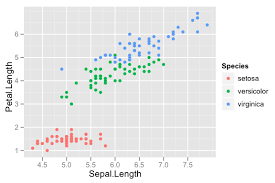 Petal.Length
6
5
4
3
2
1
4.5
5.0
5.5
6.0
6.5
7.0
7.5
Sepal.Length
Species
setosa
versicolor
virginica